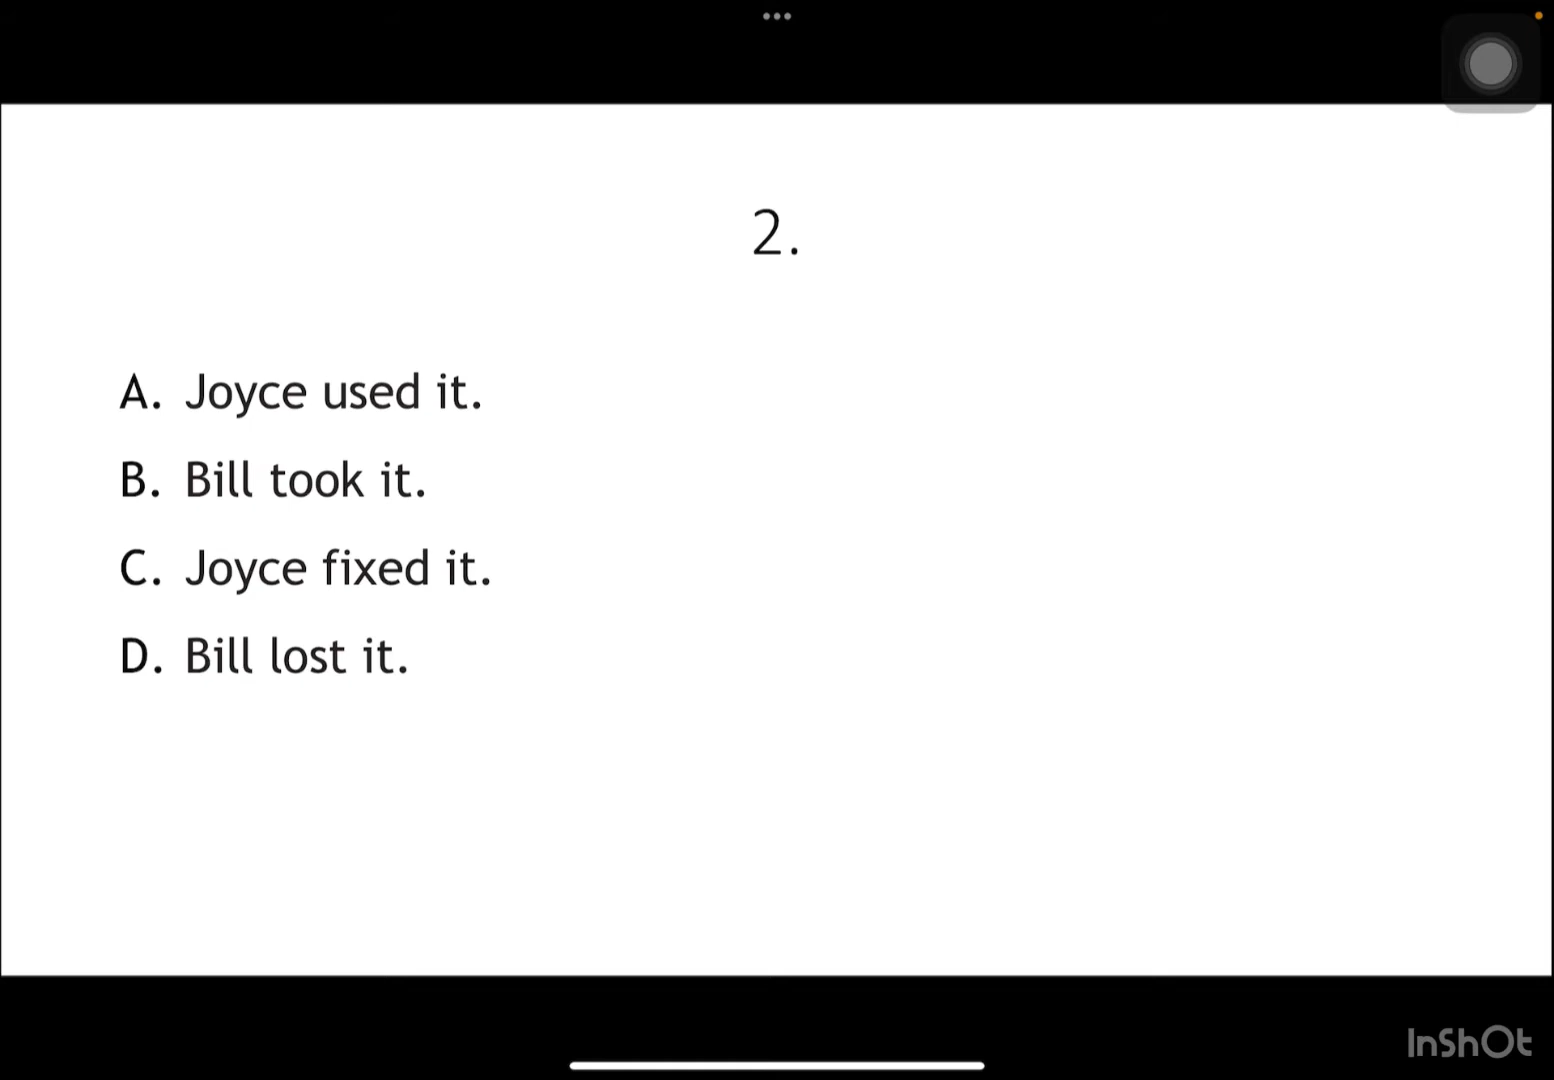 2.
A. Joyce used it.
B. Bill took it.
C. Joyce fixed it.
D. Bill lost it.
InShOt